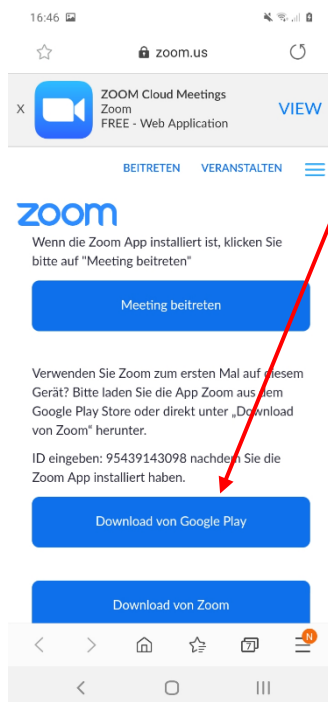 16:46
zoom.us
X
ZOOM Cloud Meetings
Zoom
FREE - Web Application
VIEW
BEITRETEN VERANSTALTEN
zoom
Wenn die Zoom App installiert ist, klicken Sie
bitte auf "Meeting beitreten"
Meeting beitreten
Verwenden Sie Zoom zum ersten Mal auf diesem
Gerät? Bitte laden Sie die App Zoom aus dem
Google Play Store oder direkt unter „Download
von Zoom“ herunter.
ID eingeben: 95439143098 nachdem Sie die
Zoom App installiert haben.
Download von Google Play
Download von Zoom
7
N